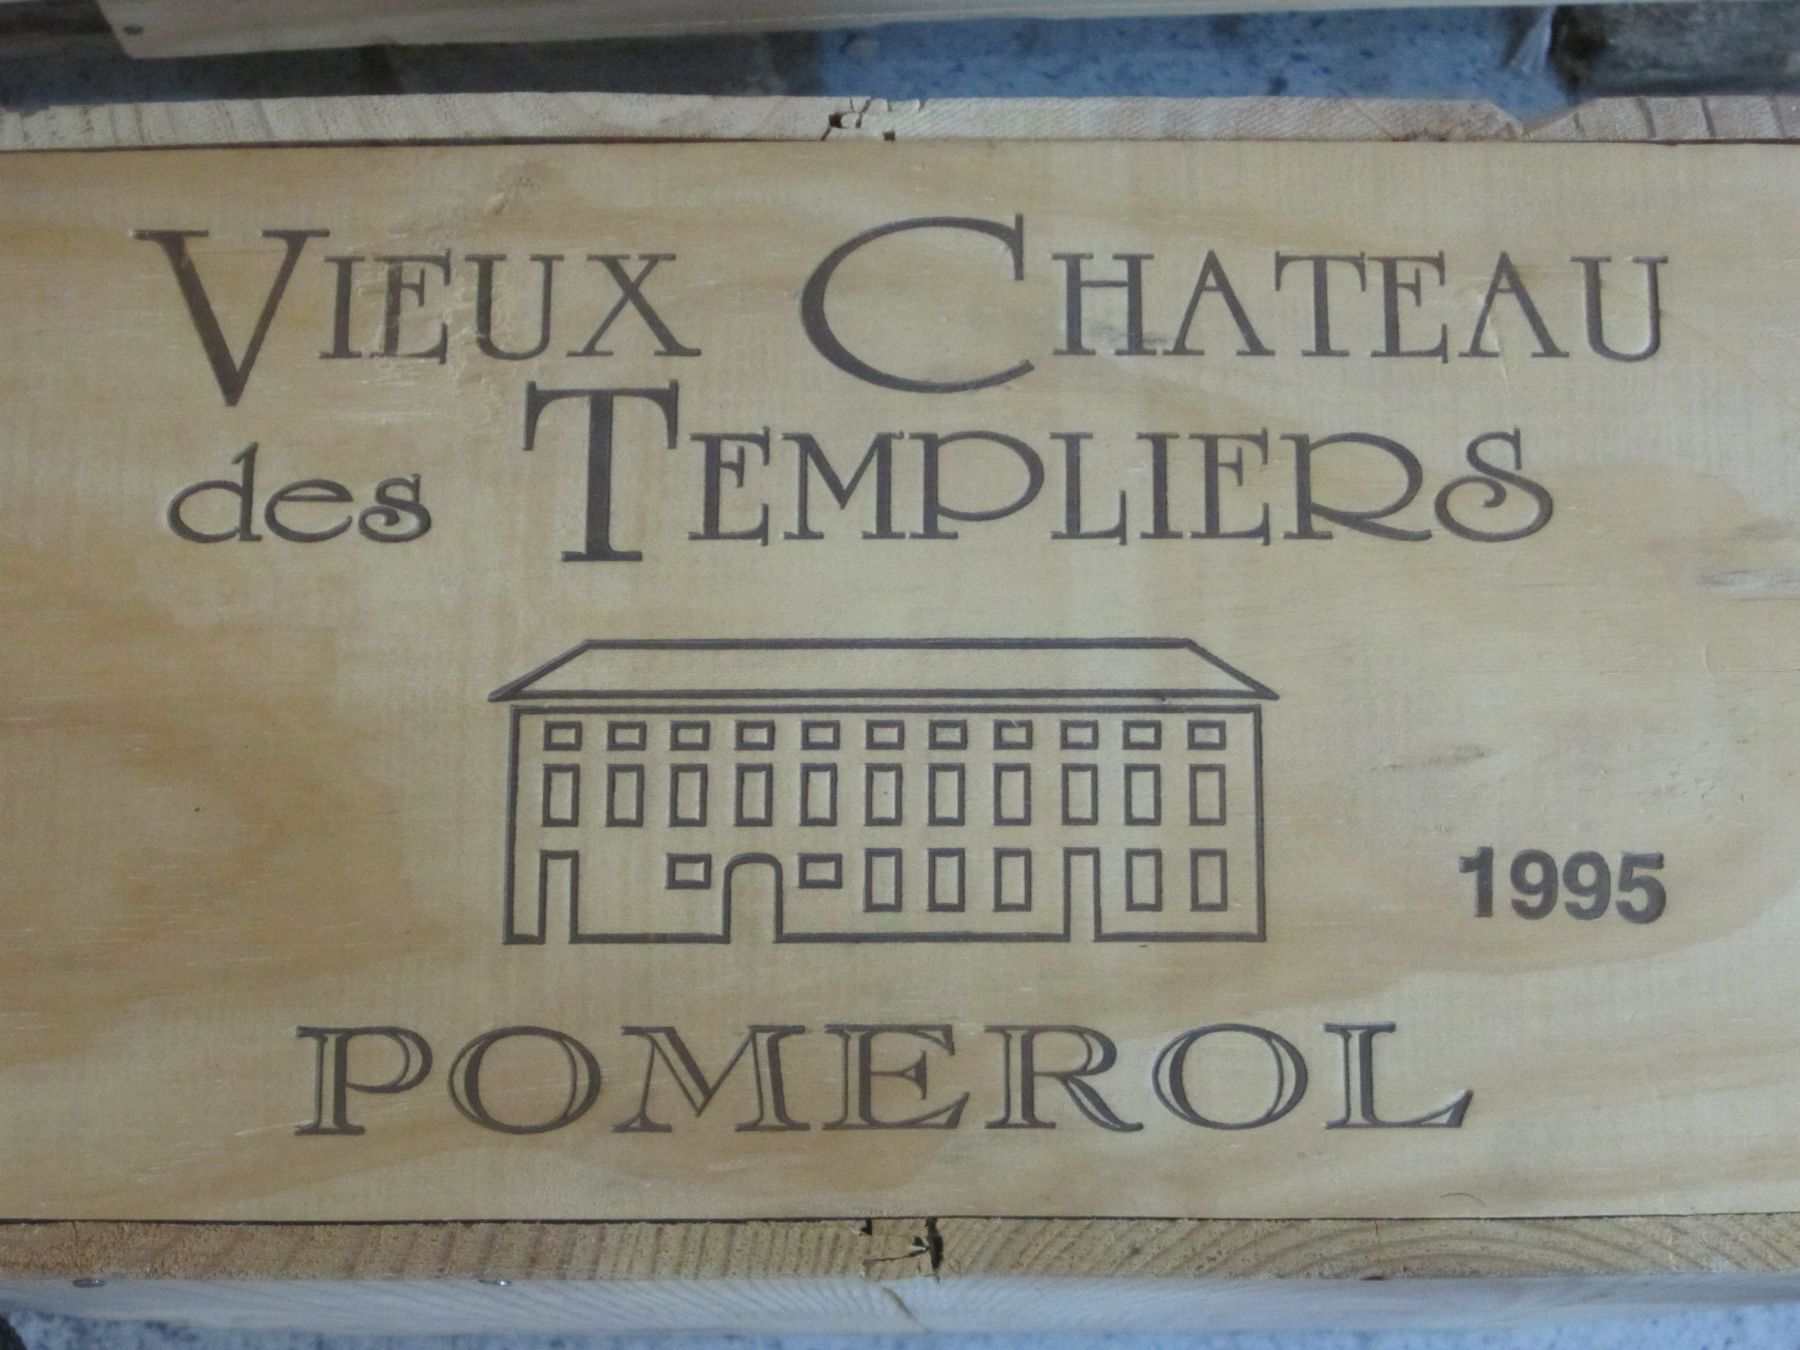 VIEUX CHATEAU
des TEMPLIERS
1995
POMEROL